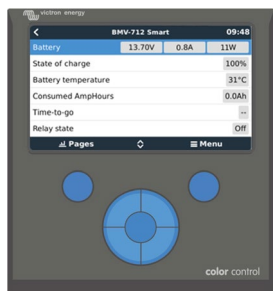 victron energy
BMV-712 Smart 09:48
Battery 13.70V 0.8A 11W
State of charge 100%
Battery temperature 31°C
Consumed AmpHours 0.0Ah
Time-to-go --
Relay state Off
Pages Menu
color control